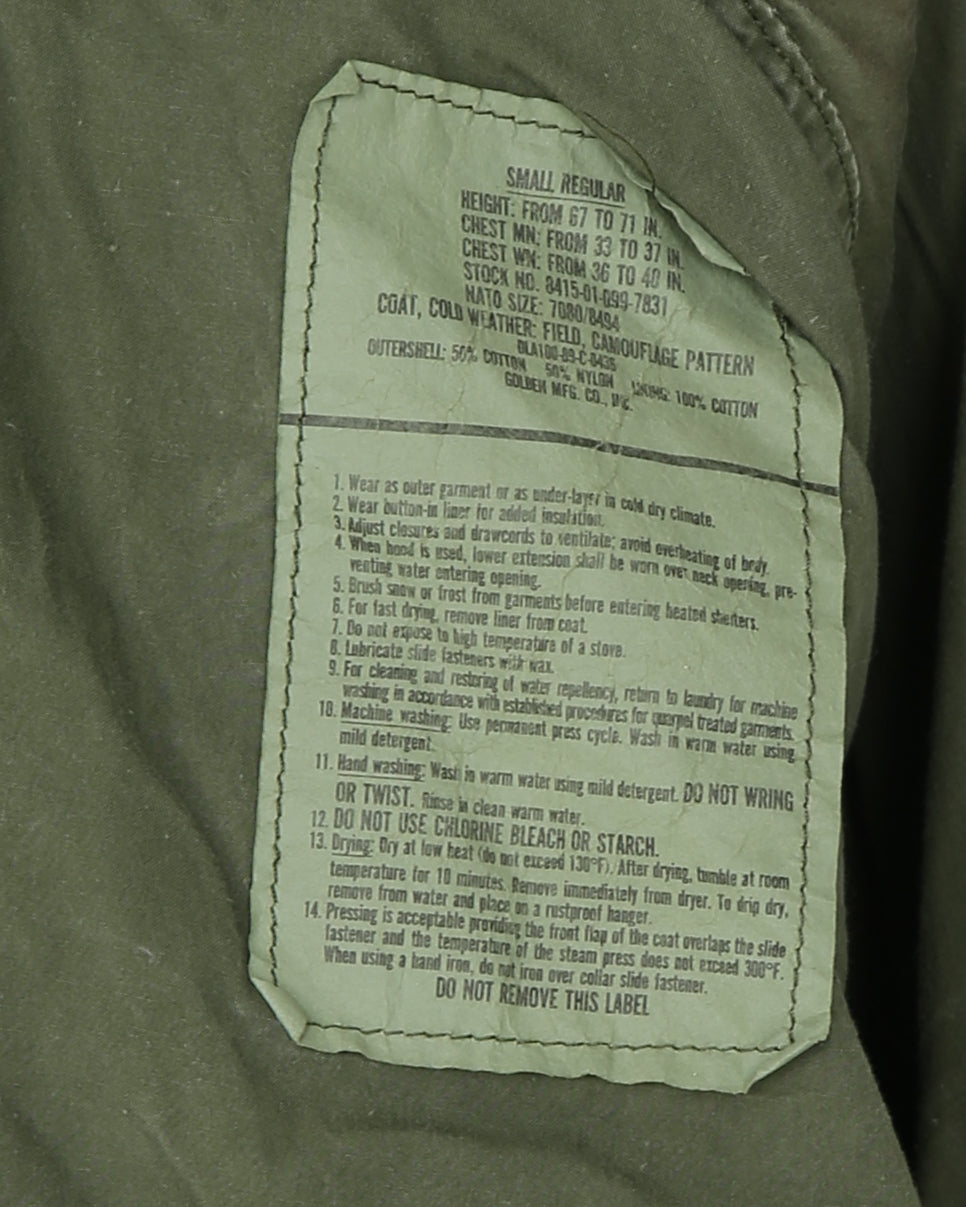 SMALL REGULAR
HEIGHT: FROM 67 TO 71 IN.
CHEST MN: FROM 33 TO 37 IN.
CHEST WN: FROM 36 TO 40 IN.
STOCK NO. 8415-01-099-7831
NATO SIZE: 7080/8494
COAT, COLD WEATHER: FIELD, CAMOUFLAGE PATTERN
DLA100-89-C-0435
OUTERSHELL: 50% COTTON 50% NYLON LINING: 100% COTTON
GOLDEN MFG. CO., INC.
1. Wear as outer garment or as under-layer in cold dry climate.
2. Wear button-in liner for added insulation.
3. Adjust closures and drawcords to ventilate; avoid overheating of body.
4. When hood is used, lower extension shall be worn over neck opening, pre-
venting water entering opening.
5. Brush snow or frost from garments before entering heated shelters.
6. For fast drying, remove liner from coat.
7. Do not expose to high temperature of a stove.
8. Lubricate slide fasteners with wax.
9. For cleaning and restoring of water repellency, return to laundry for machine
washing in accordance with established procedures for quarpel treated garments.
10. Machine washing: Use permanent press cycle. Wash in warm water using
mild detergent.
11. Hand washing: Wash in warm water using mild detergent. DO NOT WRING
OR TWIST. Rinse in clean warm water.
12. DO NOT USE CHLORINE BLEACH OR STARCH.
13. Drying: Dry at low heat (do not exceed 130°F). After drying, tumble at room
temperature for 10 minutes. Remove immediately from dryer. To drip dry,
remove from water and place on a rustproof hanger.
14. Pressing is acceptable providing the front flap of the coat overlaps the slide
fastener and the temperature of the steam press does not exceed 300°F.
When using a hand iron, do not iron over collar slide fastener.
DO NOT REMOVE THIS LABEL